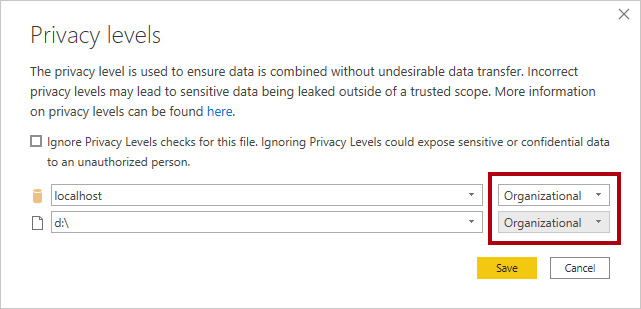 Privacy levels
The privacy level is used to ensure data is combined without undesirable data transfer. Incorrect
privacy levels may lead to sensitive data being leaked outside of a trusted scope. More information
on privacy levels can be found here.
Ignore Privacy Levels checks for this file. Ignoring Privacy Levels could expose sensitive or confidential data
to an unauthorized person.
localhost Organizational
d:\ Organizational
Save Cancel